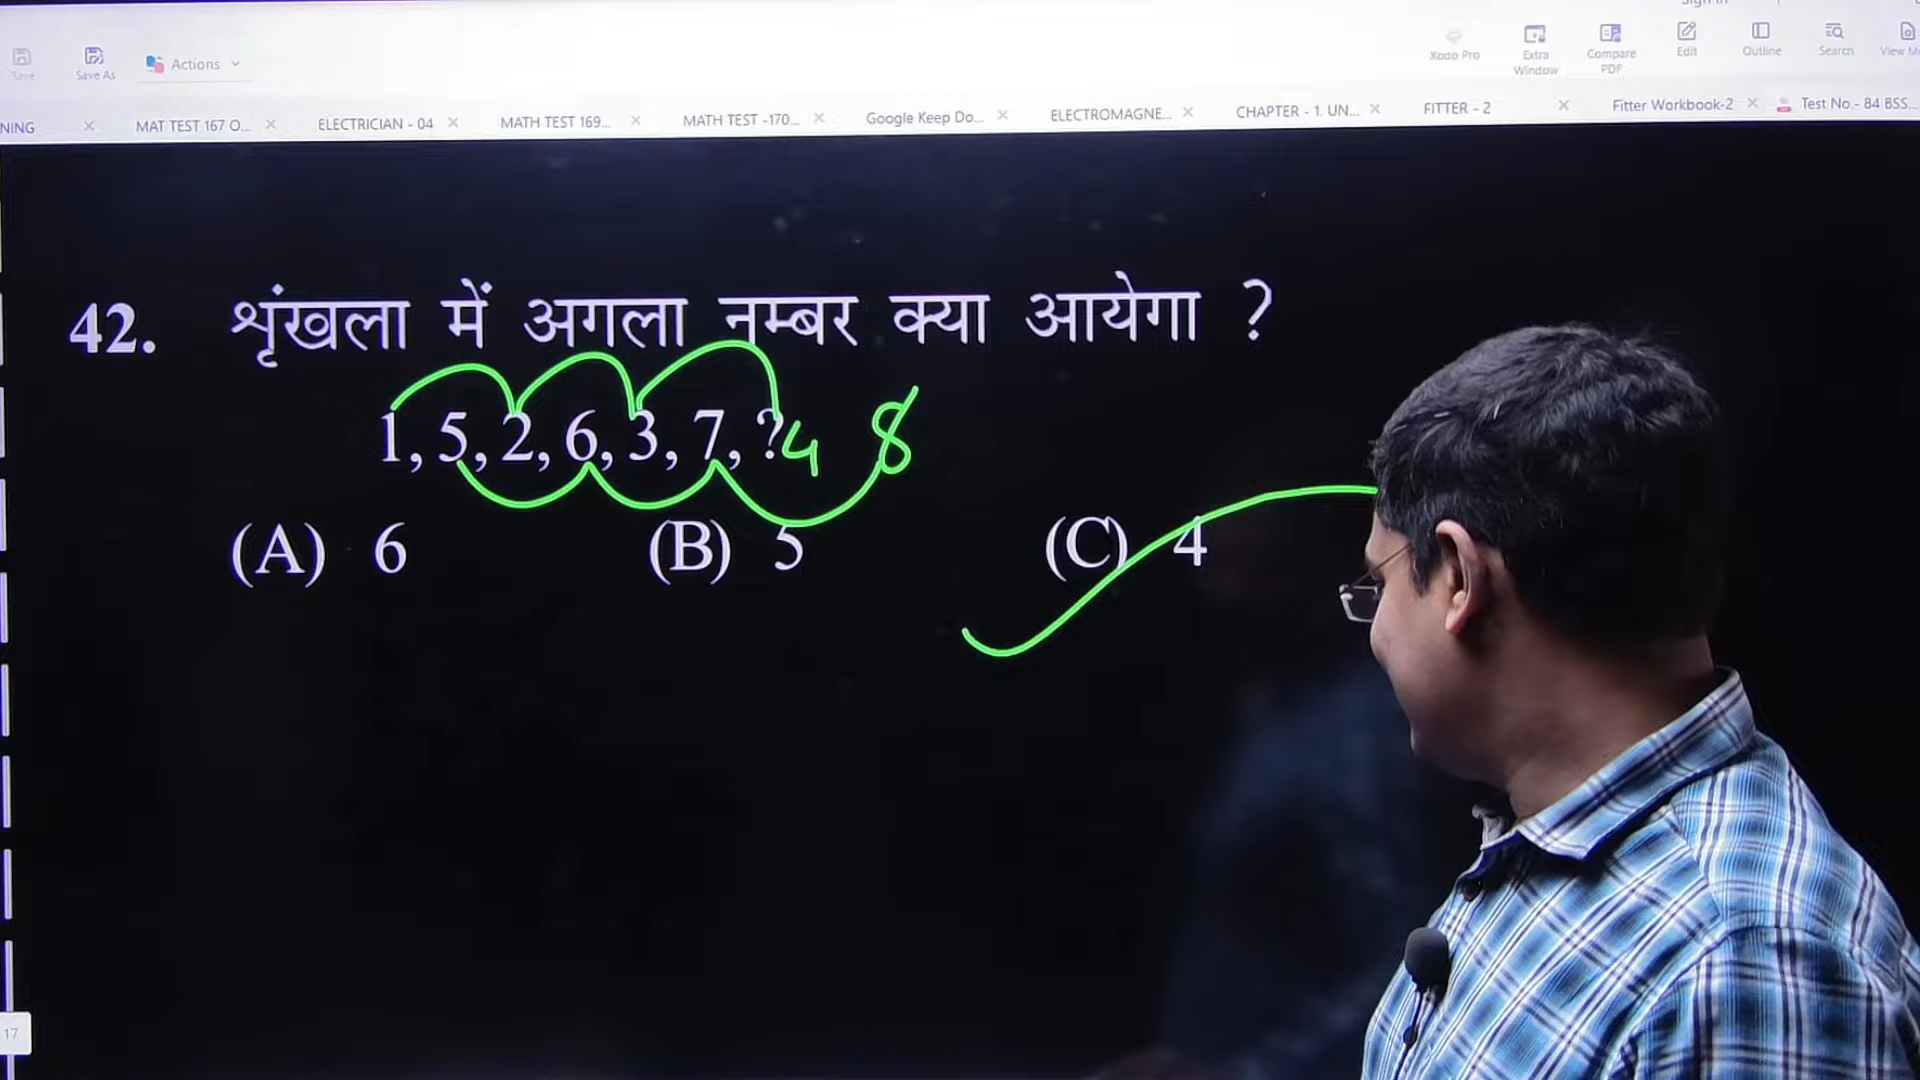 Save
Save As
Actions
Xodo Pro
Extra Window
Compare PDF
Edit
Outline
Search
NING
MAT TEST 167 O...
ELECTRICIAN - 04
MATH TEST 169...
MATH TEST -170...
Google Keep Do...
ELECTROMAGNE...
CHAPTER - 1. UN...
FITTER - 2
Fitter Workbook-2
Test No.- 84 BSS...
42. शृंखला में अगला नम्बर क्या आयेगा ?
1, 5, 2, 6, 3, 7, ? 4 8
(A) 6 (B) 5 (C) 4
17